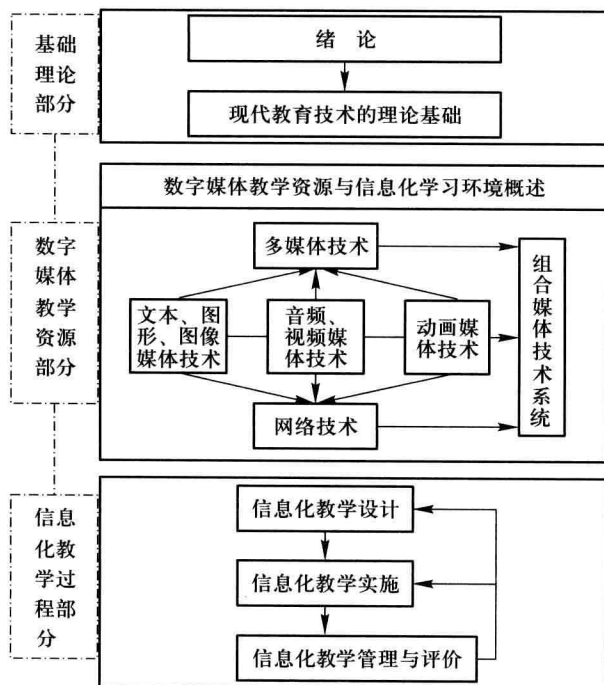 基础
理论
部分
绪 论
现代教育技术的理论基础
数字媒体教学资源与信息化学习环境概述
数字
媒体
教学
资源
部分
多媒体技术
文本、图
形、图像
媒体技术
音频、
视频媒
体技术
动画媒
体技术
组合媒体技术系统
网络技术
信息
化教
学过
程部
分
信息化教学设计
信息化教学实施
信息化教学管理与评价